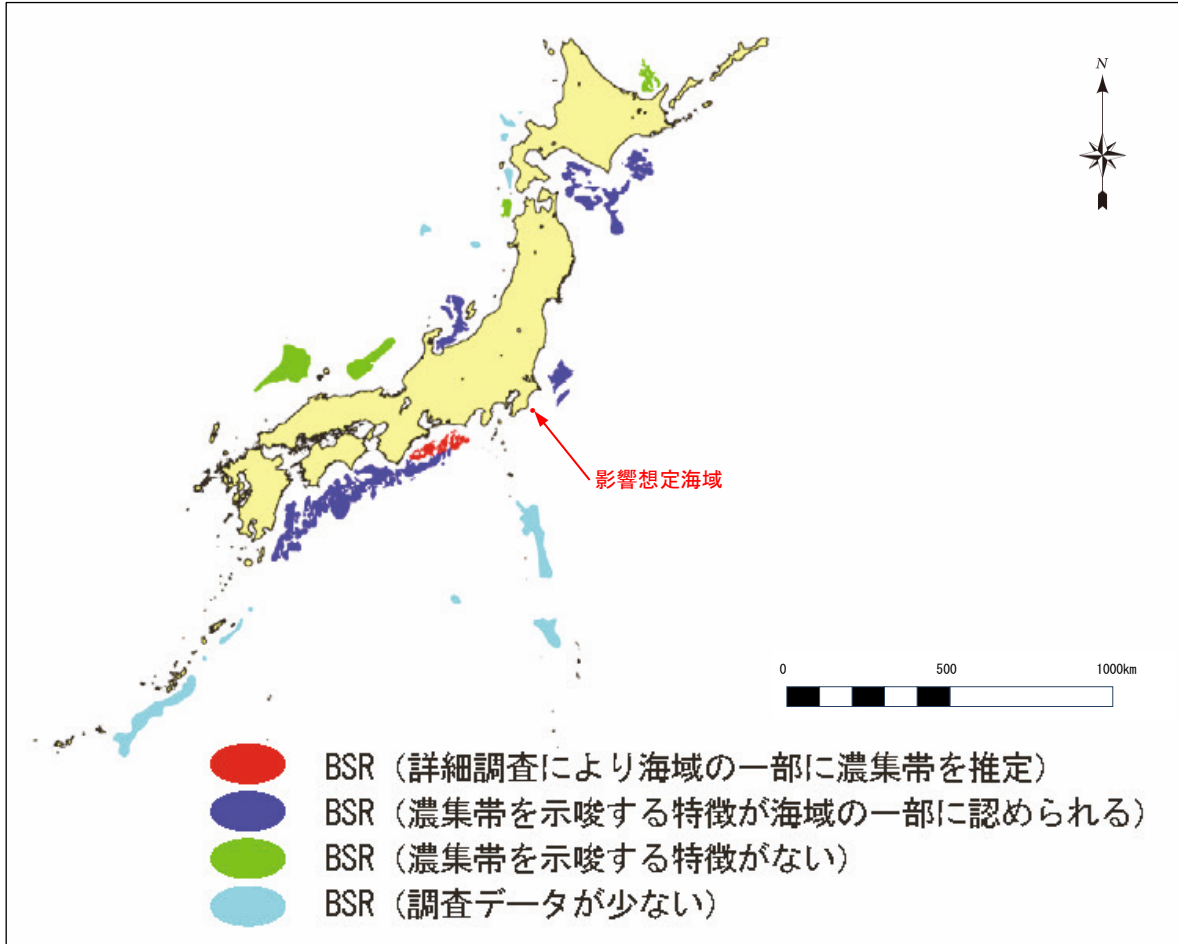 N
影響想定海域
0 500 1000km
BSR (詳細調査により海域の一部に濃集帯を推定)
BSR (濃集帯を示唆する特徴が海域の一部に認められる)
BSR (濃集帯を示唆する特徴がない)
BSR (調査データが少ない)